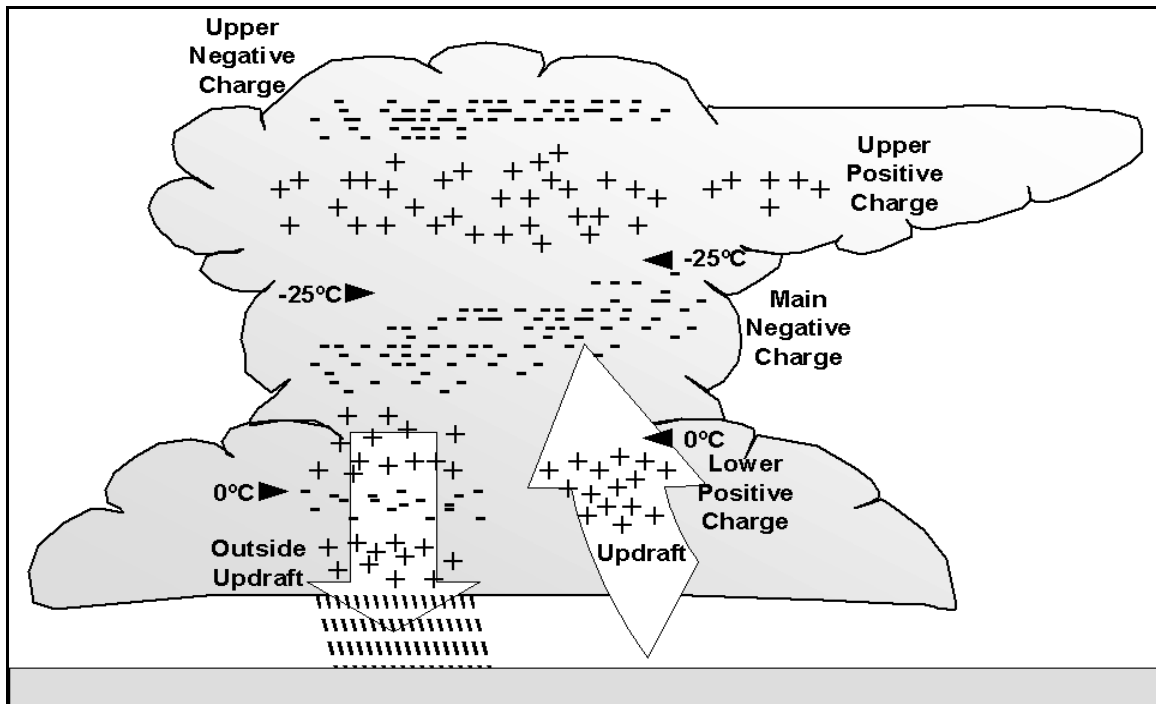 Upper
Negative
Charge
Upper
Positive
Charge
-25ºC
-25ºC
Main
Negative
Charge
0ºC
Lower
Positive
Charge
0ºC
Outside
Updraft
Updraft